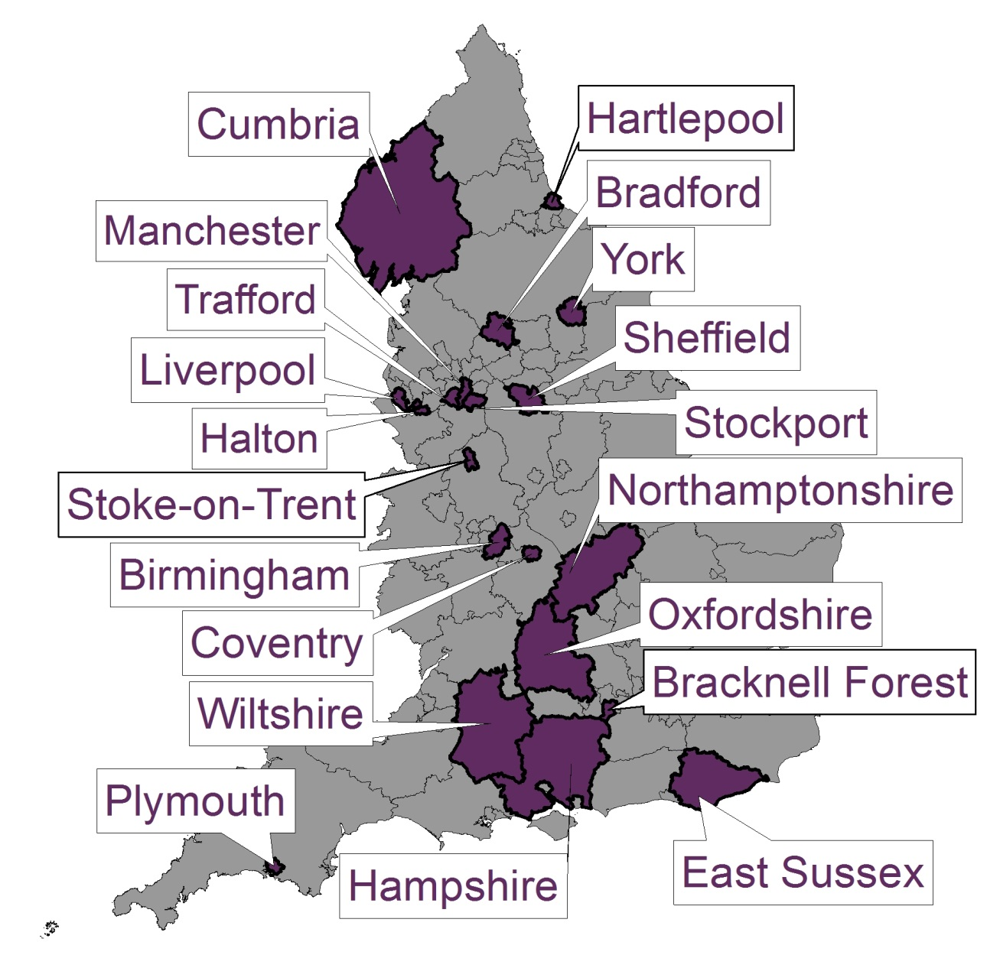 Cumbria
Hartlepool
Bradford
Manchester
York
Trafford
Sheffield
Liverpool
Stockport
Halton
Northamptonshire
Stoke-on-Trent
Birmingham
Oxfordshire
Coventry
Bracknell Forest
Wiltshire
Plymouth
East Sussex
Hampshire